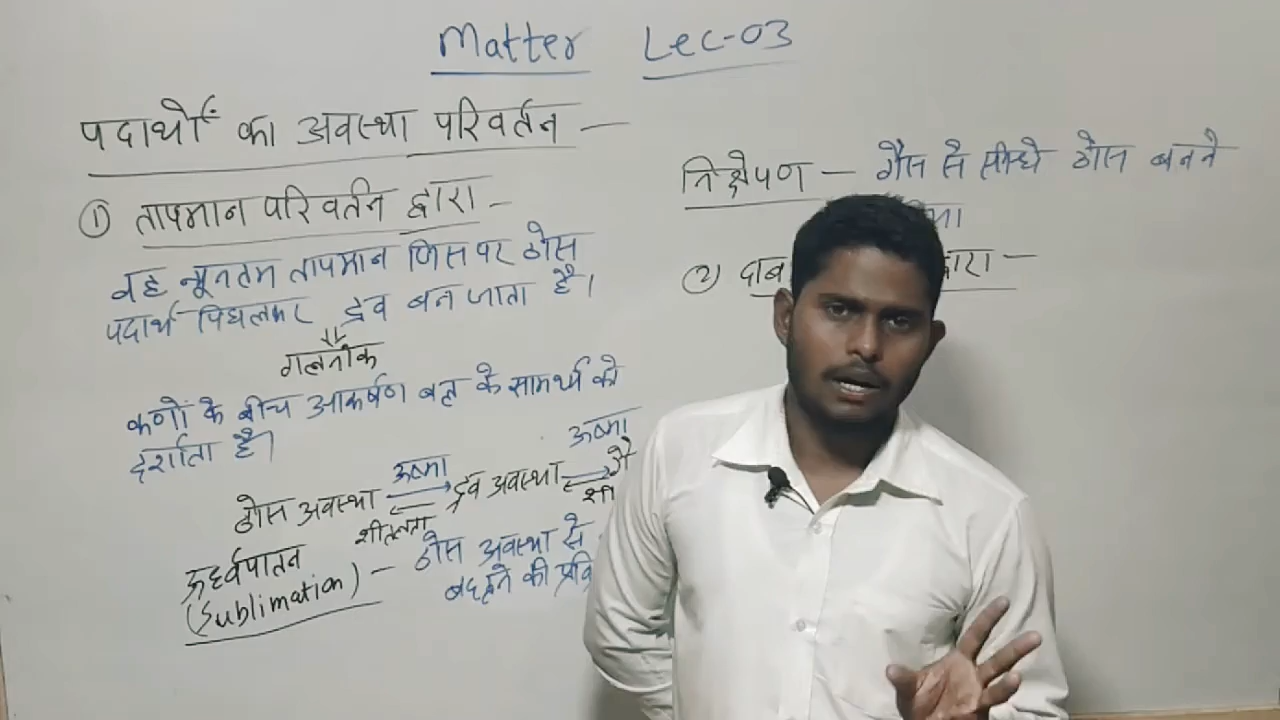 Matter Lec-03
पदार्थों का अवस्था परिवर्तन —
① तापमान परिवर्तन द्वारा –
वह न्यूनतम तापमान जिस पर ठोस
पदार्थ पिघलकर द्रव बन जाता है।
गलनांक
कणों के बीच आकर्षण बल के सामर्थ्य को
दर्शाता है।
ऊष्मा
ऊष्मा
ठोस अवस्था द्रव अवस्था गै
शीतलता शी
ऊर्ध्वपातन
(Sublimation) – ठोस अवस्था से
बदलने की
निक्षेपण – गैस से सीधे ठोस बनने
② दाब द्वारा –